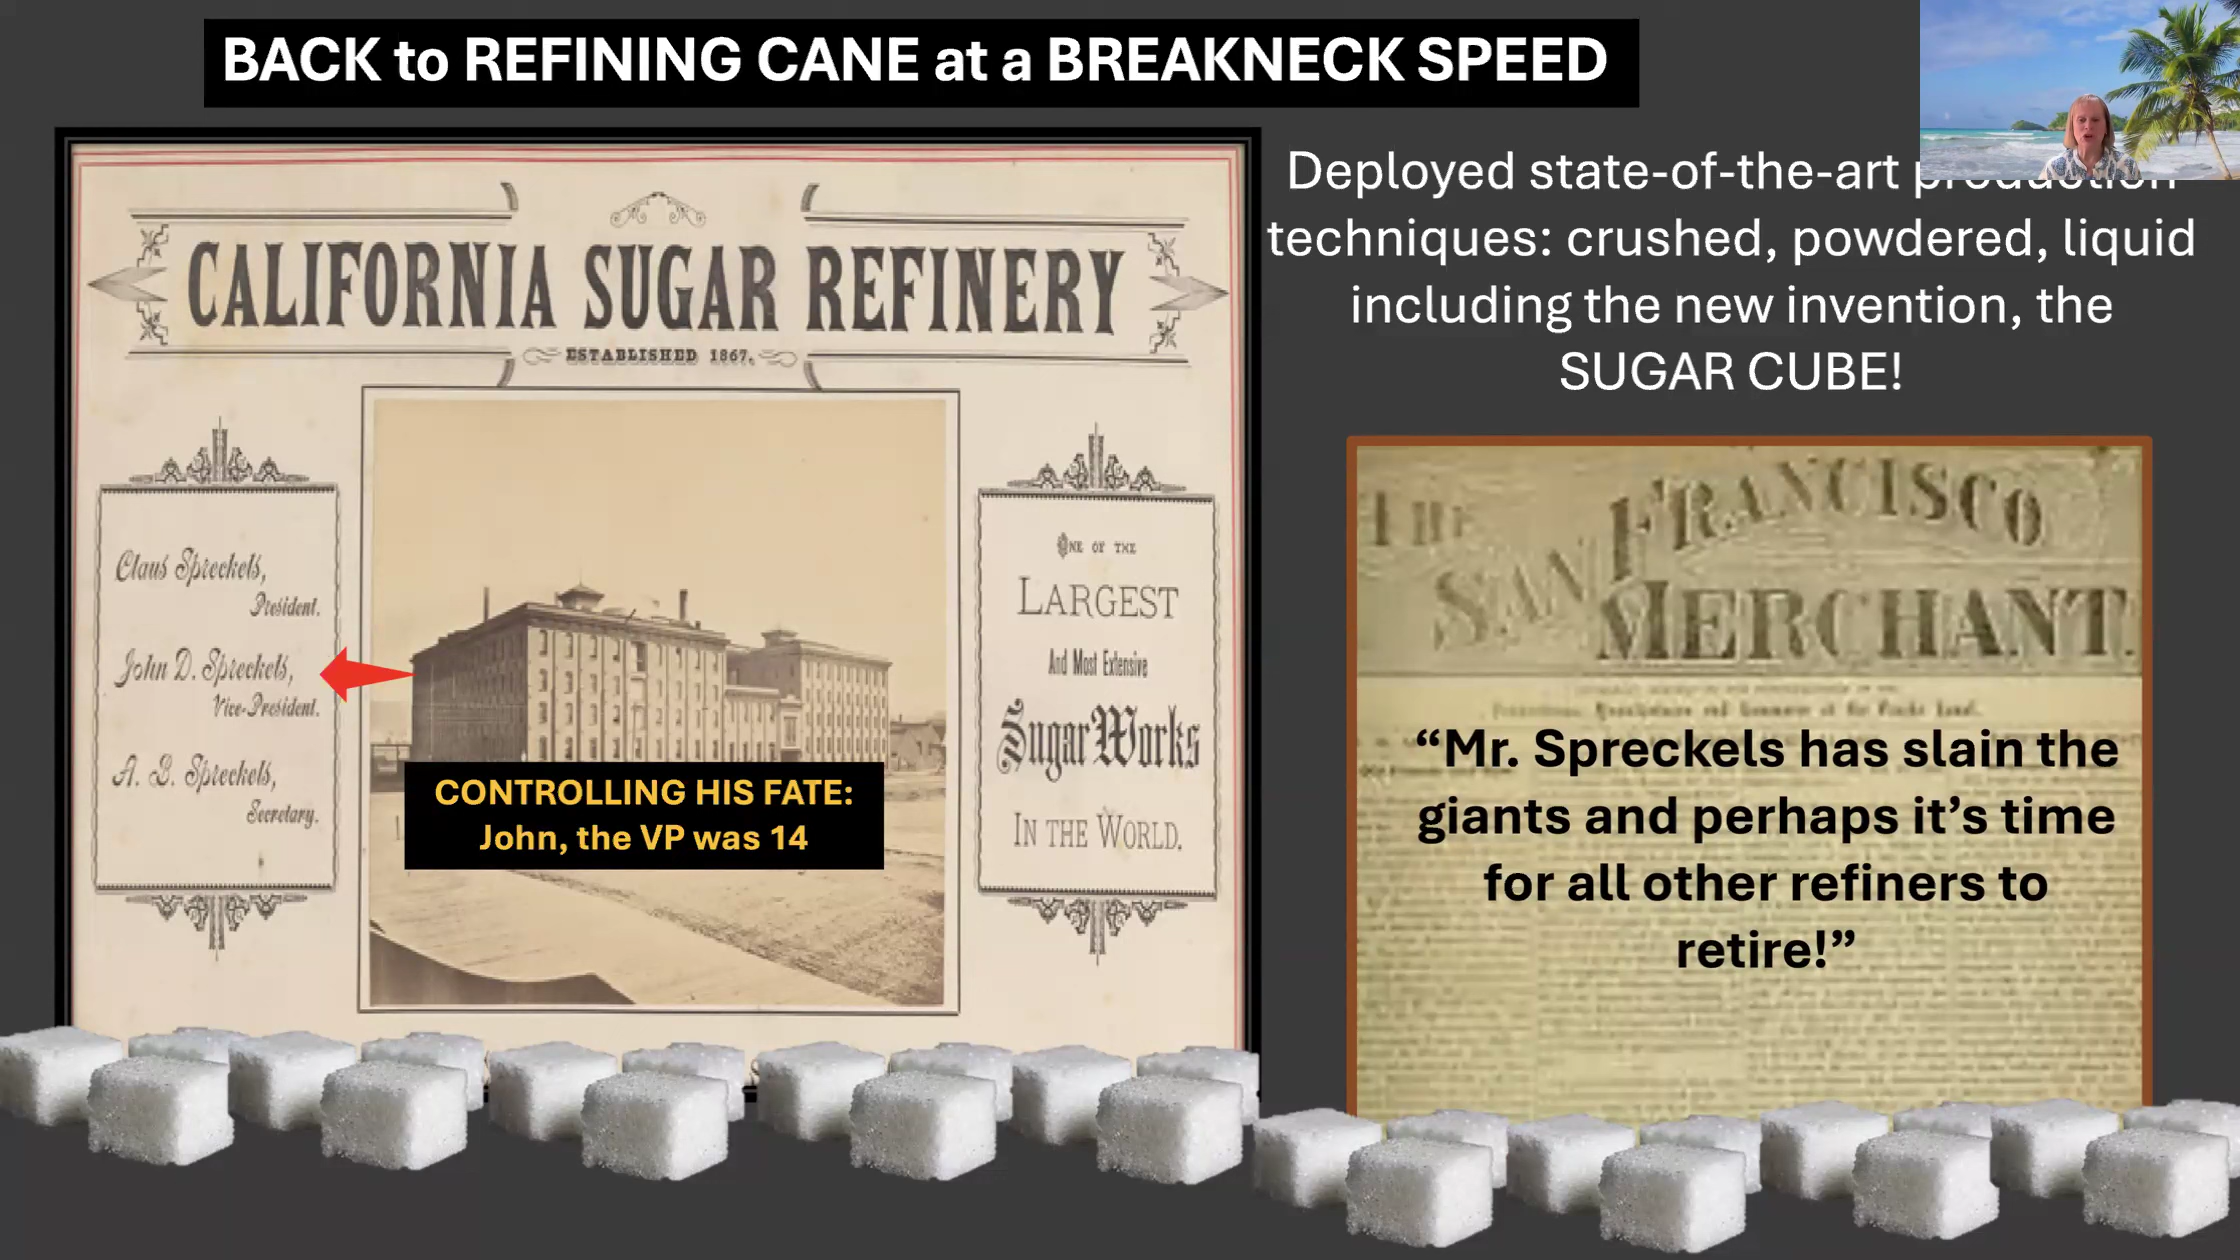 BACK to REFINING CANE at a BREAKNECK SPEED
CALIFORNIA SUGAR REFINERY
ESTABLISHED 1867.
Claus Spreckels,
President.
John D. Spreckels,
Vice-President.
A. B. Spreckels,
Secretary.
ONE OF THE
LARGEST
And Most Extensive
Sugar Works
IN THE WORLD.
CONTROLLING HIS FATE:
John, the VP was 14
Deployed state-of-the-art production
techniques: crushed, powdered, liquid
including the new invention, the
SUGAR CUBE!
THE
SAN FRANCISCO
MERCHANT.
“Mr. Spreckels has slain the
giants and perhaps it’s time
for all other refiners to
retire!”